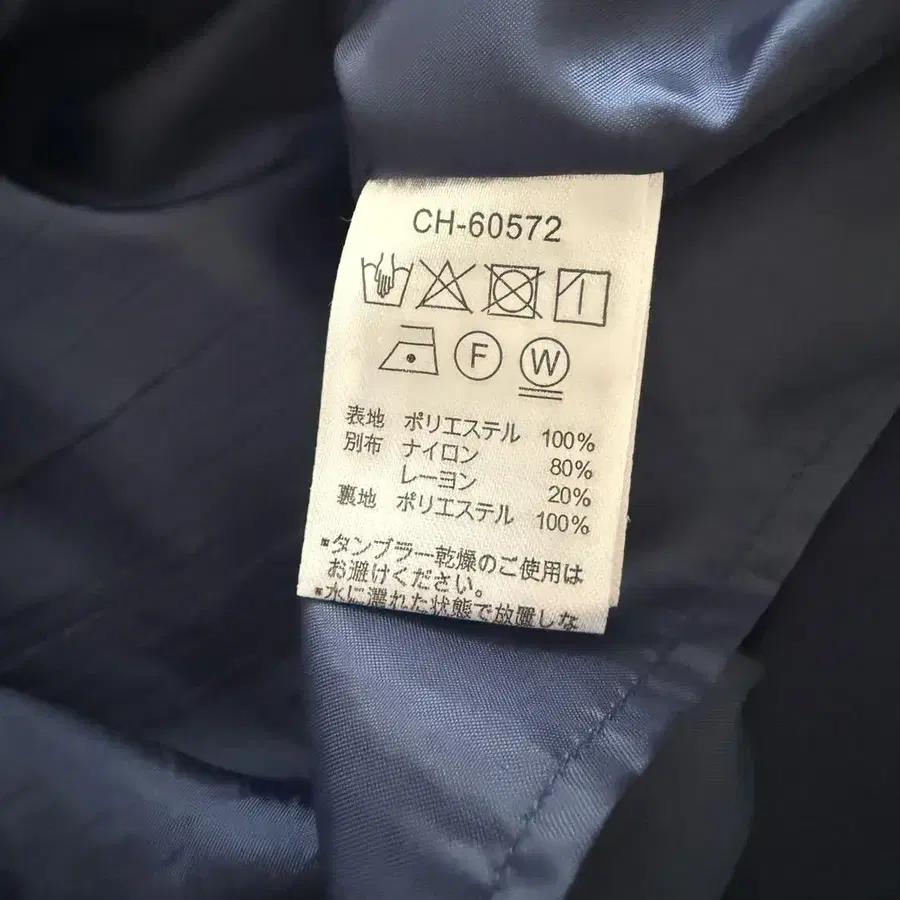 CH-60572
F W
表地 ポリエステル 100%
別布 ナイロン 80%
レーヨン 20%
裏地 ポリエステル 100%
※タンブラー乾燥のご使用は
お避けください。
※水に濡れた状態で放置しな